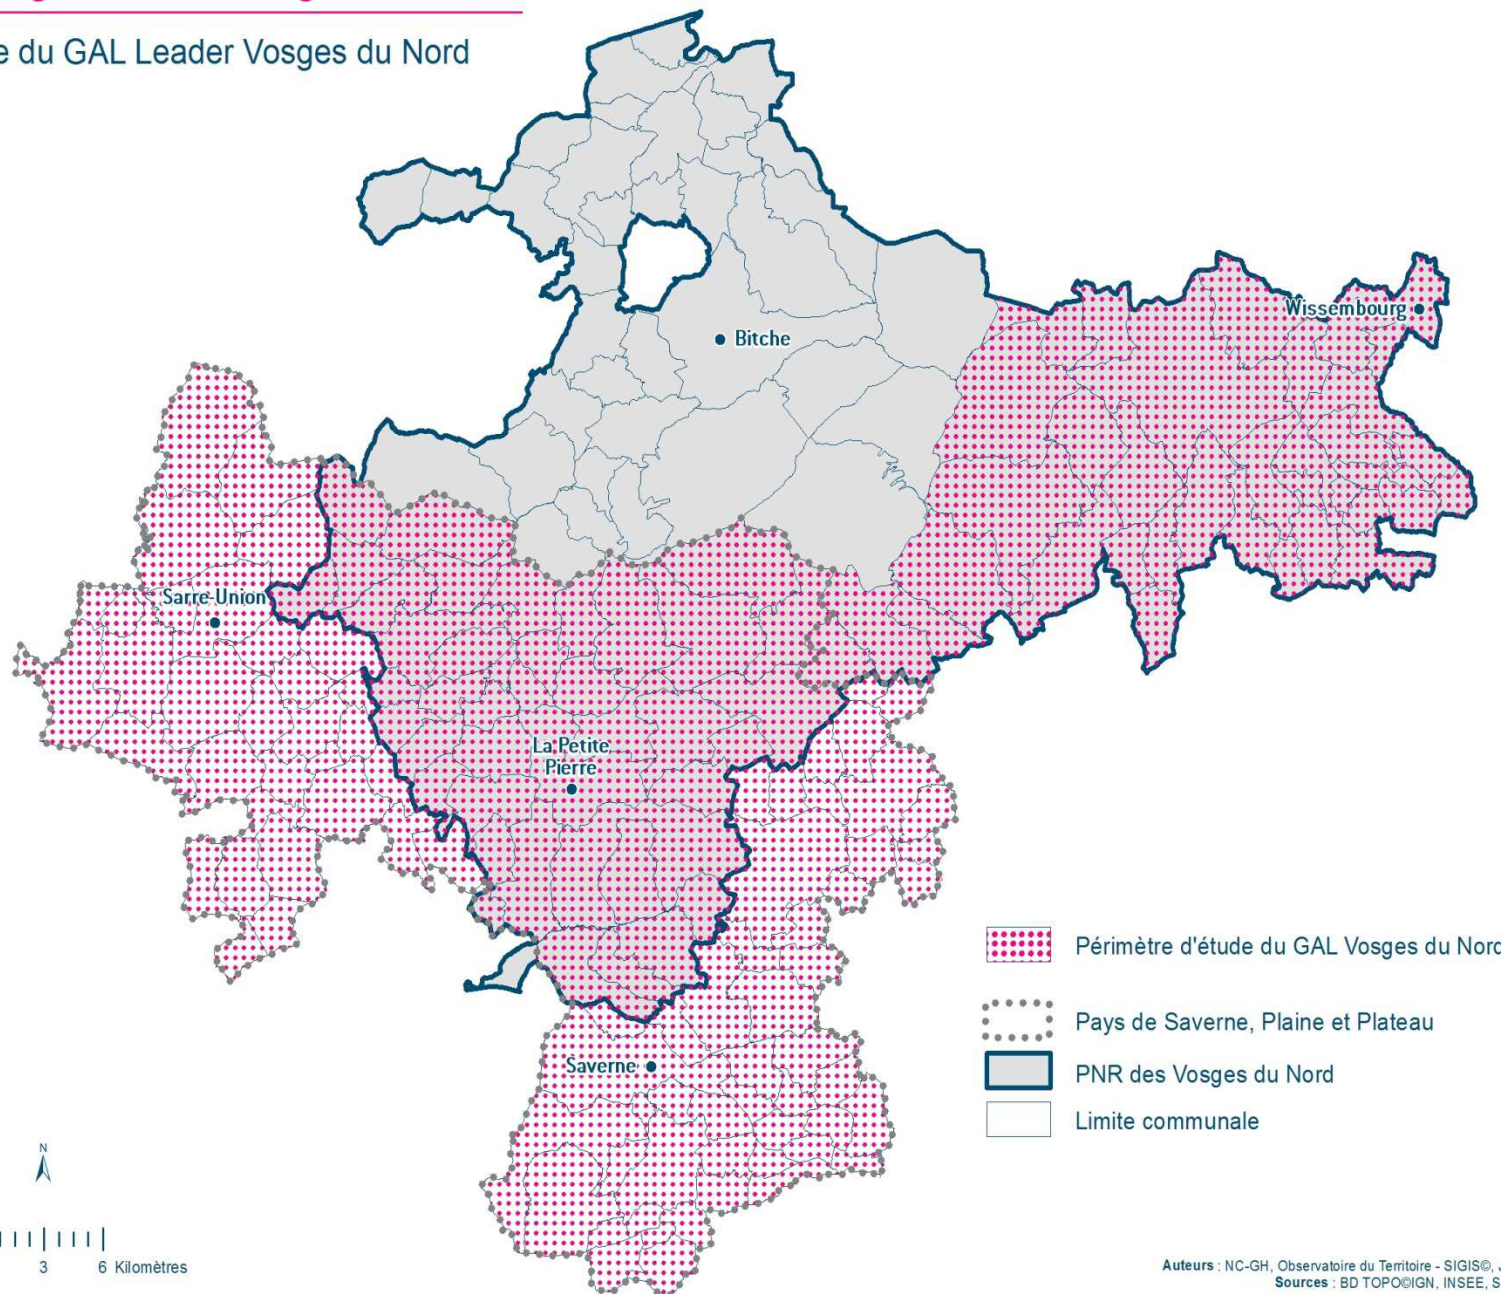 e du GAL Leader Vosges du Nord
Wissembourg
Bitche
Sarre-Union
La Petite
Pierre
Saverne
Périmètre d'étude du GAL Vosges du Nord
Pays de Saverne, Plaine et Plateau
PNR des Vosges du Nord
Limite communale
N
3 6 Kilomètres
Auteurs : NC-GH, Observatoire du Territoire - SIGIS©, J
Sources : BD TOPO©IGN, INSEE, S